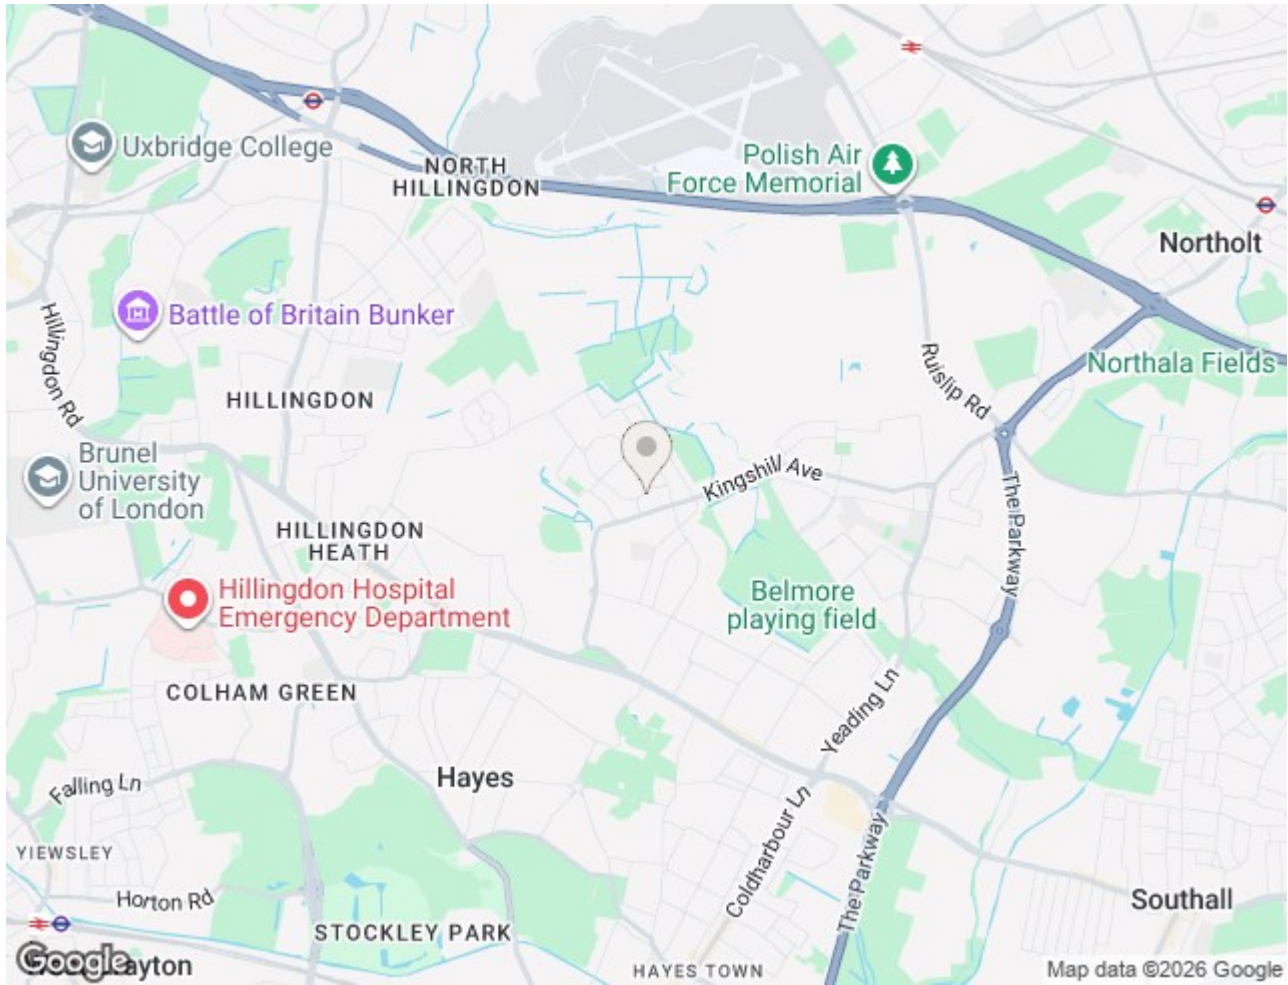 Uxbridge College
NORTH
HILLINGDON
Polish Air
Force Memorial
Northolt
Battle of Britain Bunker
Hillingdon Rd
HILLINGDON
Ruislip Rd
Northala Fields
Brunel
University
of London
Kingshill Ave
The Parkway
HILLINGDON
HEATH
Hillingdon Hospital
Emergency Department
Belmore
playing field
COLHAM GREEN
Yeading Ln
Falling Ln
Hayes
Coldharbour Ln
The Parkway
YIEWSLEY
Horton Rd
Southall
STOCKLEY PARK
Google
HAYES TOWN
Map data ©2026 Google